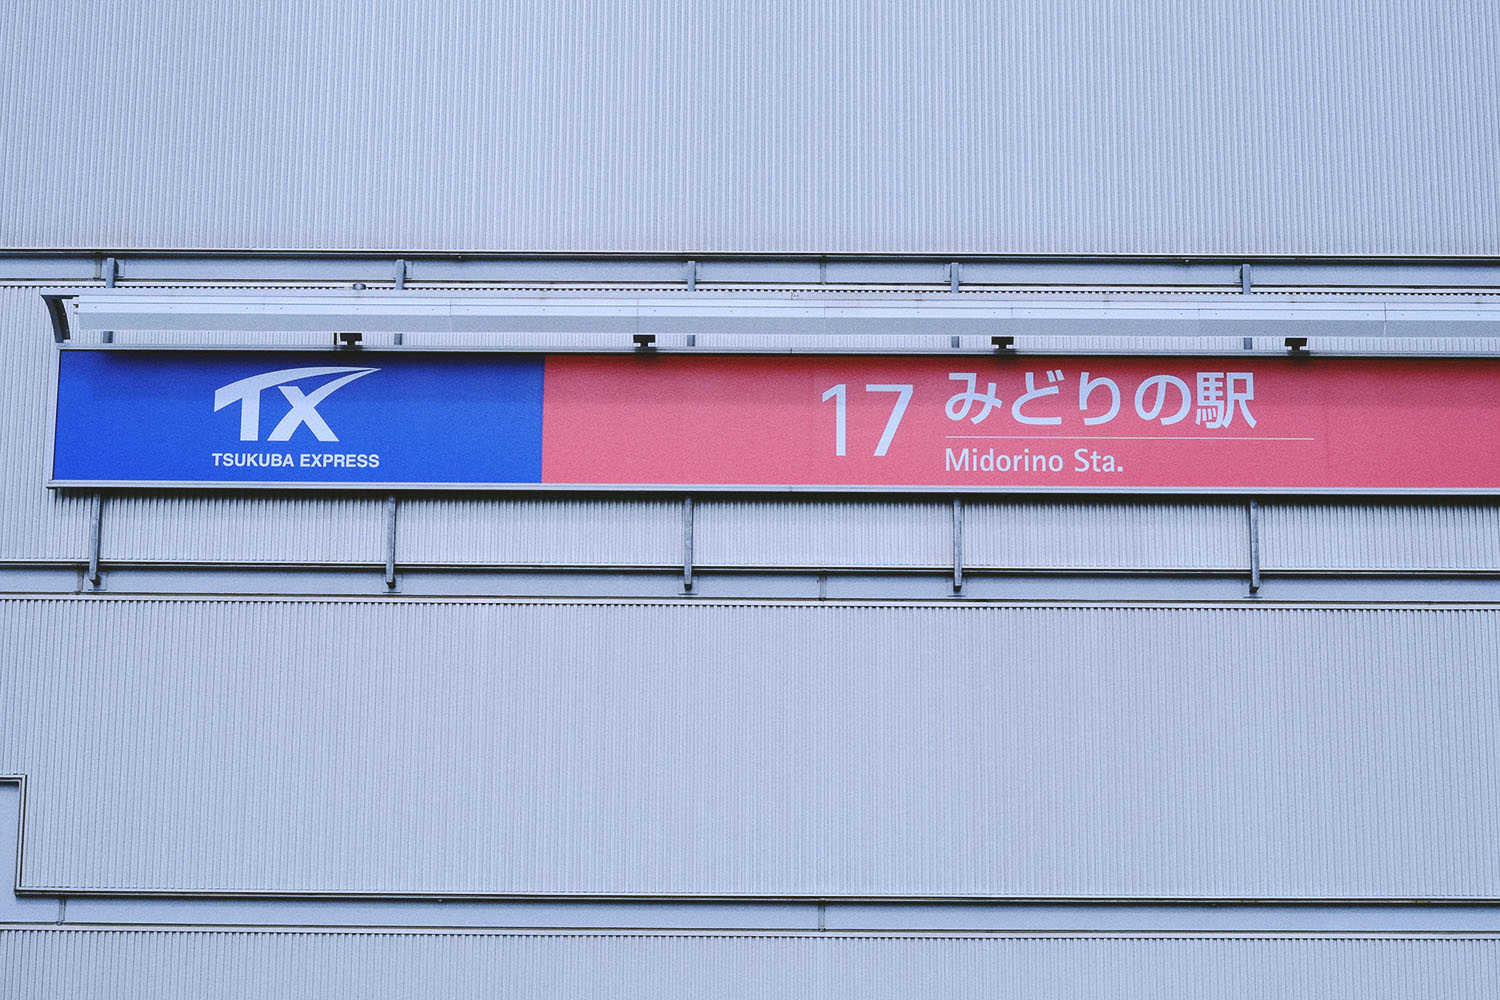 TX
TSUKUBA EXPRESS
17 みどりの駅
Midorino Sta.